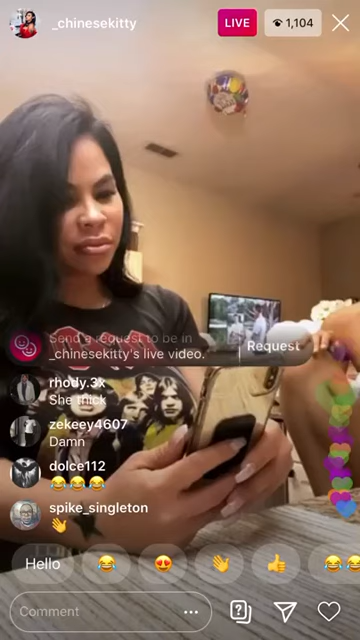 _chinesekitty
LIVE
1,104
Send a request to be in
_chinesekitty's live video.
Request
rhody.3x
She thick
zekeey4607
Damn
dolce112
😂😂😂
spike_singleton
👋
Hello 😂 😍 👋 👍 😂😂
Comment